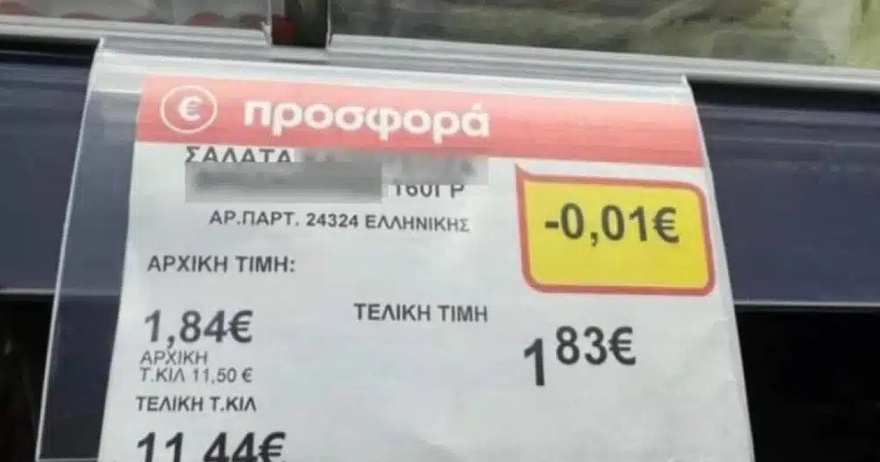 € προσφορά
ΣΑΛΑΤΑ
160ΓΡ
-0,01€
ΑΡ.ΠΑΡΤ. 24324 ΕΛΛΗΝΙΚΗΣ
ΑΡΧΙΚΗ ΤΙΜΗ:
1,84€
ΤΕΛΙΚΗ ΤΙΜΗ
183€
ΑΡΧΙΚΗ
Τ.ΚΙΛ 11,50 €
ΤΕΛΙΚΗ Τ.ΚΙΛ
11,44€